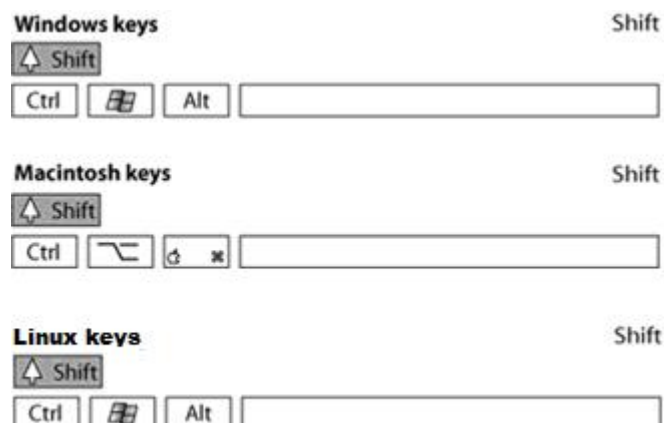 Windows keys Shift
Shift
Ctrl Alt
Macintosh keys Shift
Shift
Ctrl ⌥ ⌘
Linux keys Shift
Shift
Ctrl Alt